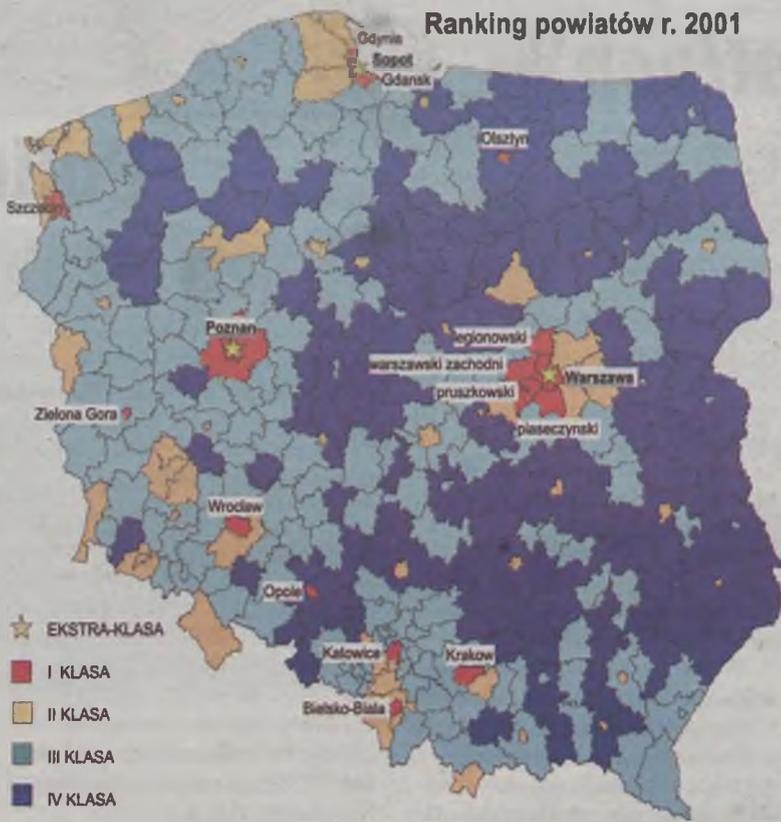 Ranking powiatów r. 2001
Gdynia
Sopot
Gdansk
Olsztyn
Szczecin
Poznan
legionowski
warszawski zachodni
Warszawa
pruszkowski
Zielona Gora
piaseczynski
Wroclaw
Opole
EKSTRA-KLASA
Katowice
Krakow
I KLASA
Bielsko-Biala
II KLASA
III KLASA
IV KLASA